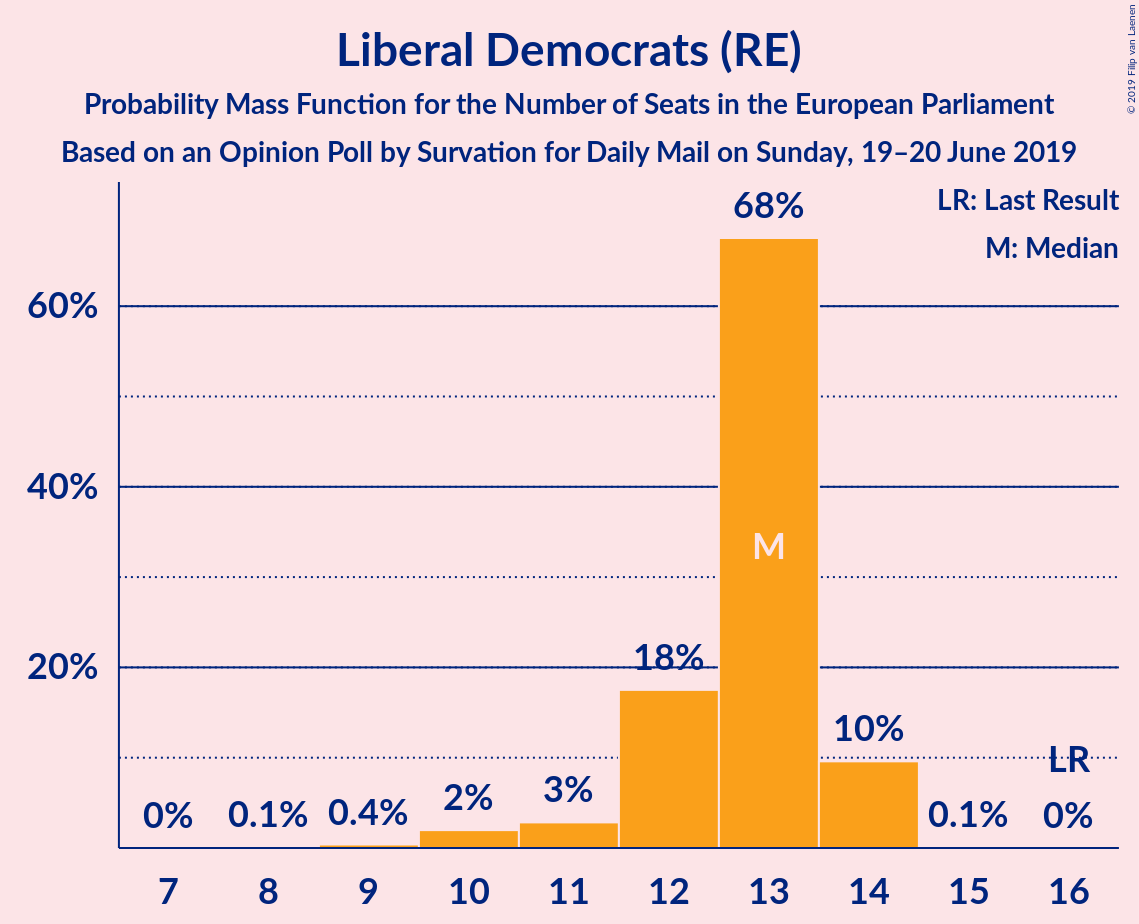 Liberal Democrats (RE)
Probability Mass Function for the Number of Seats in the European Parliament
Based on an Opinion Poll by Survation for Daily Mail on Sunday, 19–20 June 2019
© 2019 Filip van Laenen
LR: Last Result
M: Median
60%
40%
20%
0%
0.1%
0.4%
2%
3%
18%
68%
M
10%
0.1%
LR
0%
7 8 9 10 11 12 13 14 15 16